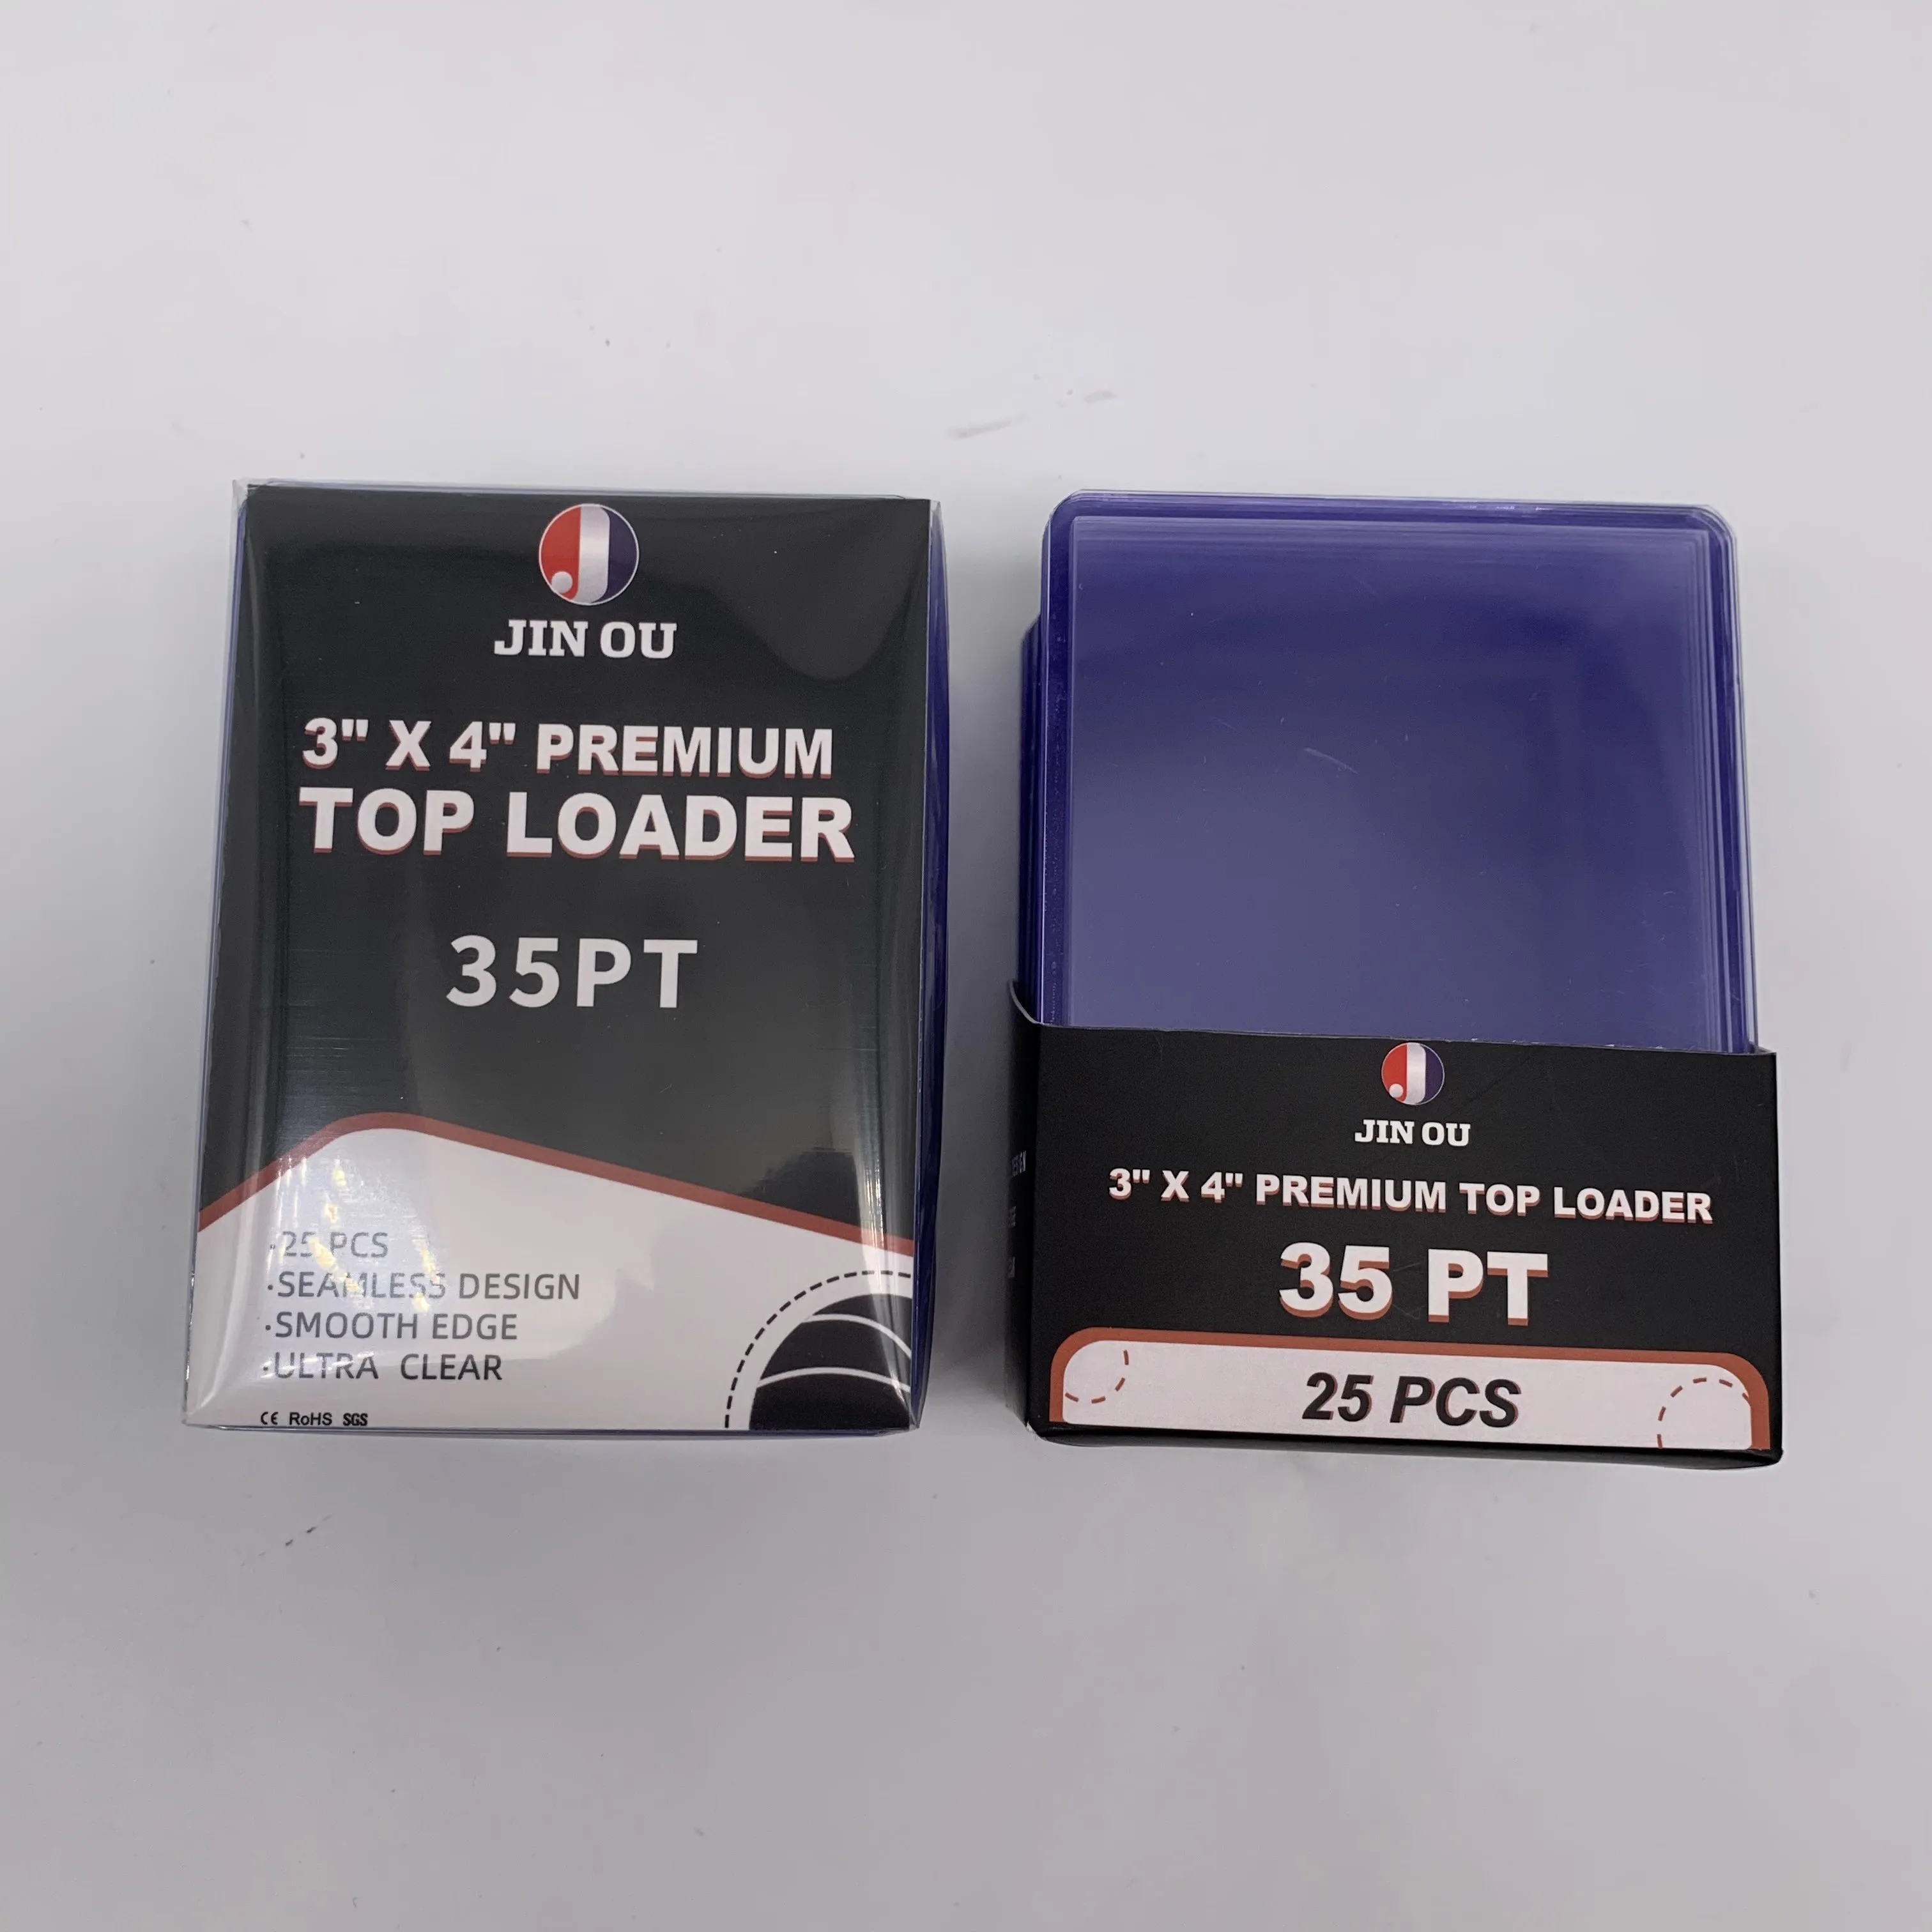 JIN OU
3" X 4" PREMIUM
TOP LOADER
35PT
·25 PCS
·SEAMLESS DESIGN
·SMOOTH EDGE
·ULTRA CLEAR
CE RoHS SGS
JIN OU
3" X 4" PREMIUM TOP LOADER
35 PT
25 PCS